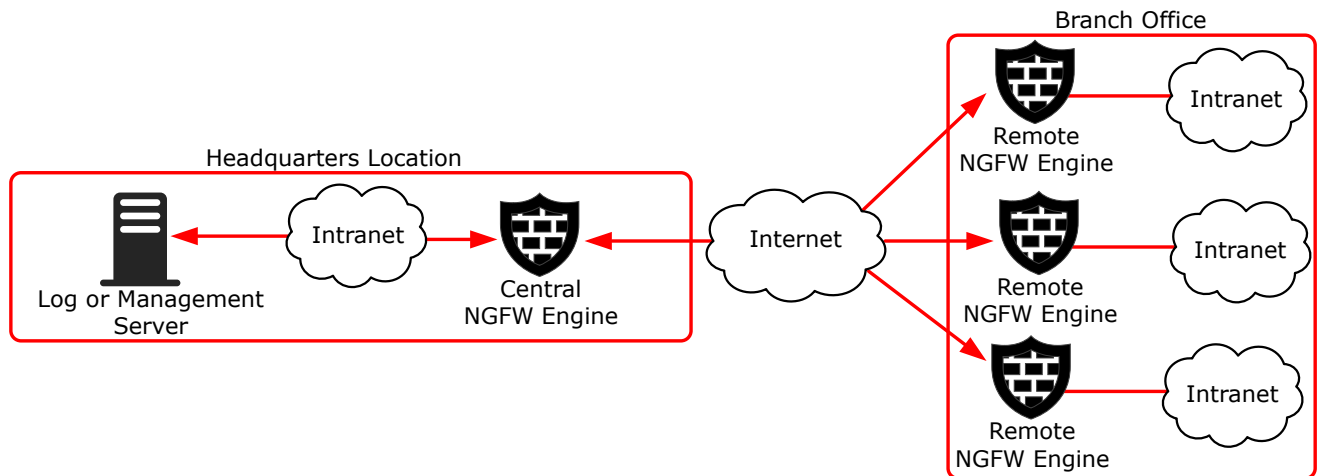 Branch Office
Headquarters Location
Log or Management
Server
Intranet
Central
NGFW Engine
Internet
Remote
NGFW Engine
Intranet
Remote
NGFW Engine
Intranet
Remote
NGFW Engine
Intranet